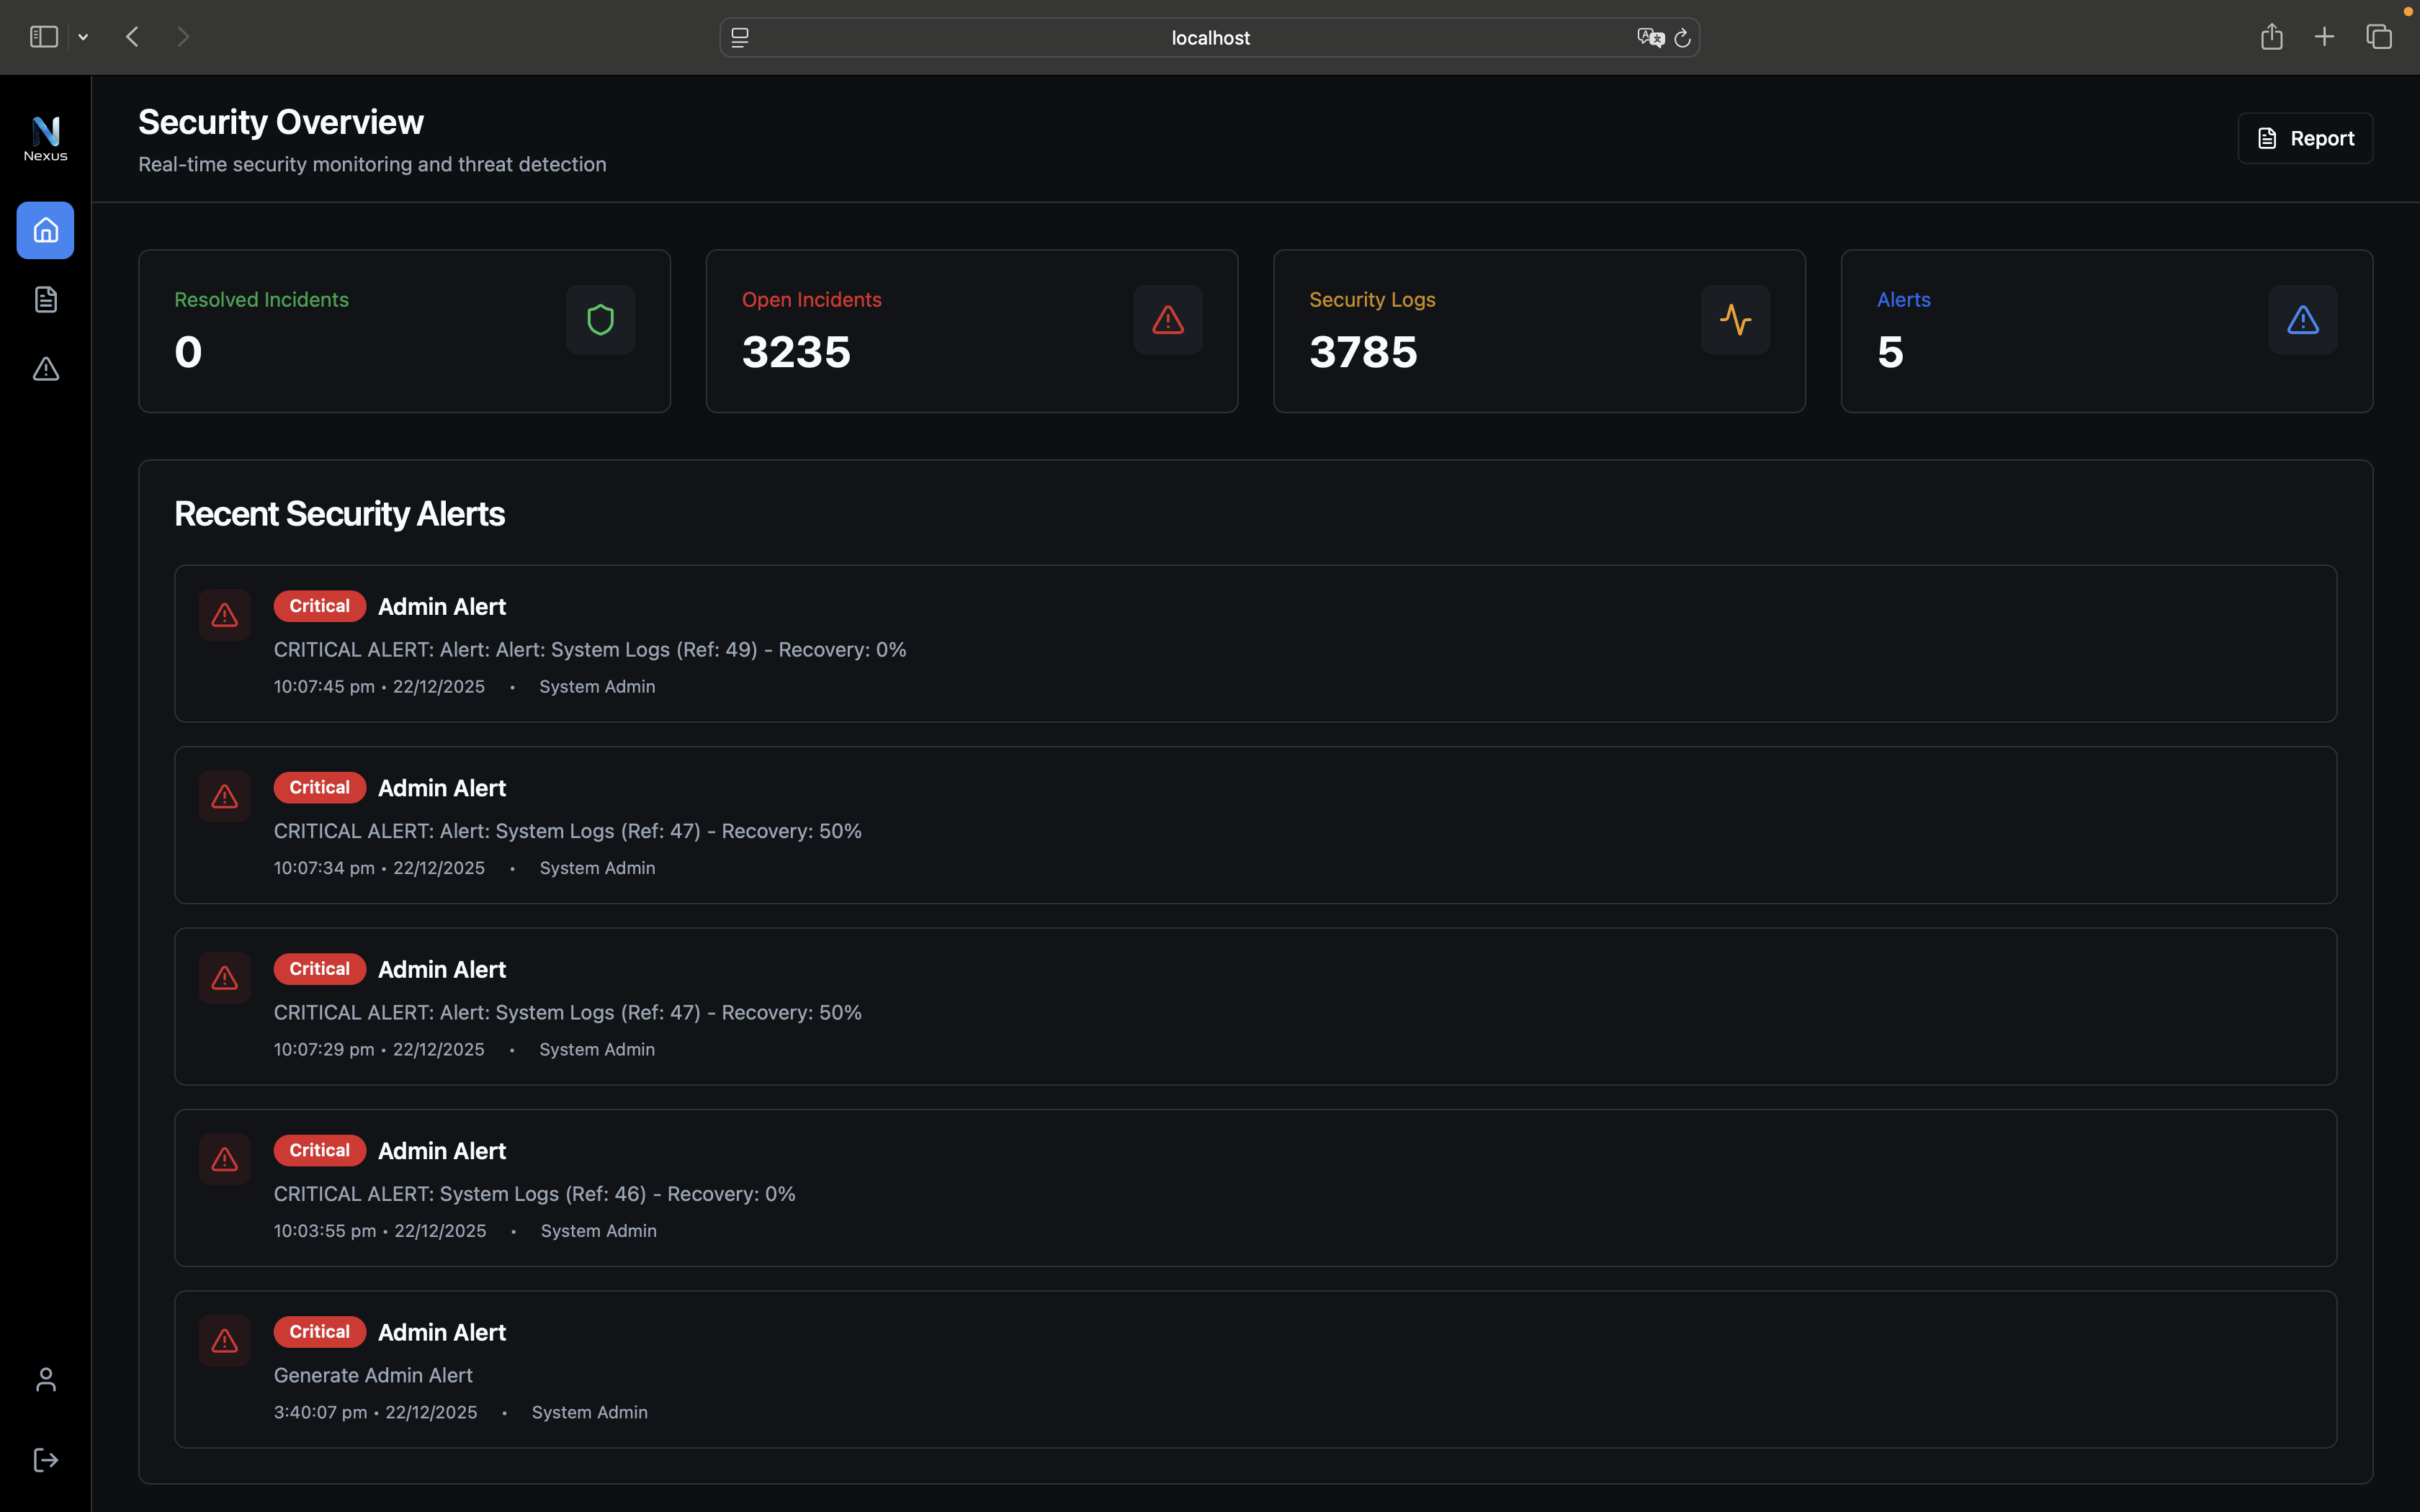 localhost
Nexus
Security Overview
Real-time security monitoring and threat detection
Report
Resolved Incidents
0
Open Incidents
3235
Security Logs
3785
Alerts
5
Recent Security Alerts
Critical Admin Alert
CRITICAL ALERT: Alert: Alert: System Logs (Ref: 49) - Recovery: 0%
10:07:45 pm • 22/12/2025 • System Admin
Critical Admin Alert
CRITICAL ALERT: Alert: System Logs (Ref: 47) - Recovery: 50%
10:07:34 pm • 22/12/2025 • System Admin
Critical Admin Alert
CRITICAL ALERT: Alert: System Logs (Ref: 47) - Recovery: 50%
10:07:29 pm • 22/12/2025 • System Admin
Critical Admin Alert
CRITICAL ALERT: System Logs (Ref: 46) - Recovery: 0%
10:03:55 pm • 22/12/2025 • System Admin
Critical Admin Alert
Generate Admin Alert
3:40:07 pm • 22/12/2025 • System Admin